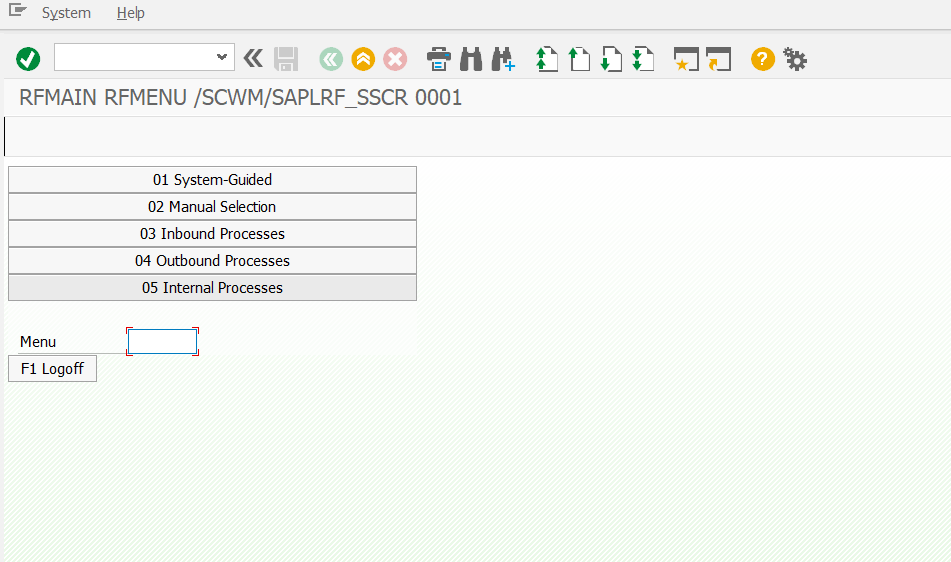 System Help
RFMAIN RFMENU /SCWM/SAPLRF_SSCR 0001
01 System-Guided
02 Manual Selection
03 Inbound Processes
04 Outbound Processes
05 Internal Processes
Menu
F1 Logoff